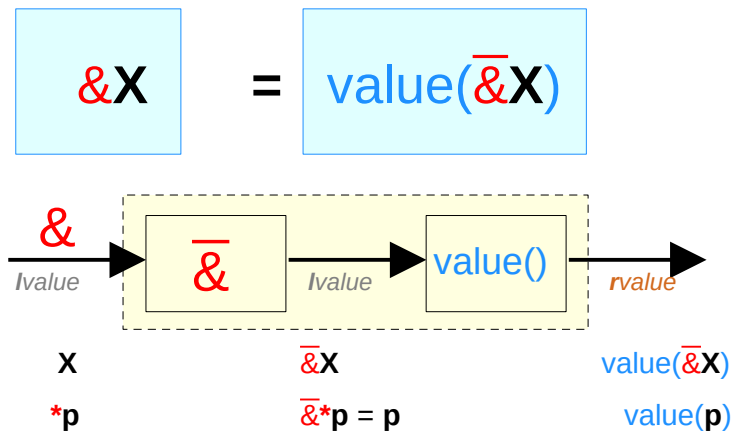 &X = value(&̅X)
&
&̅ value()
lvalue lvalue rvalue
X &̅X value(&̅X)
*p &̅*p = p value(p)